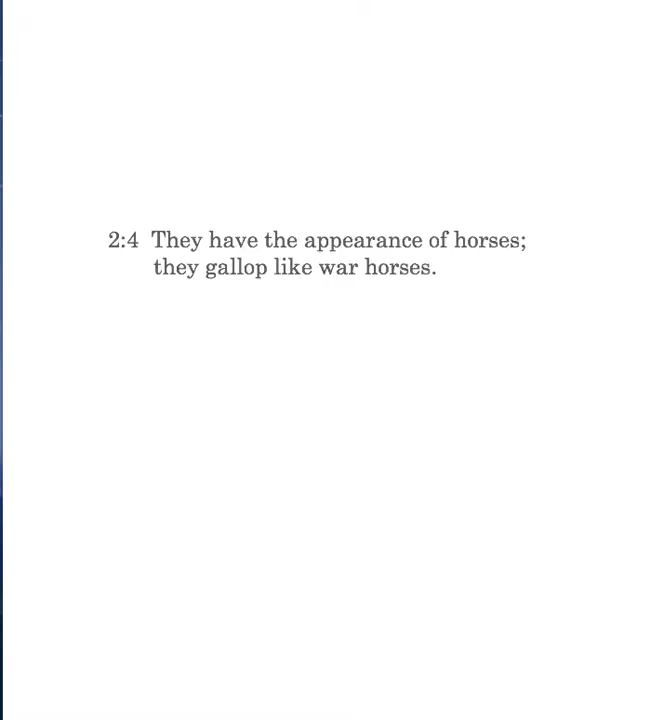 2:4 They have the appearance of horses;
they gallop like war horses.